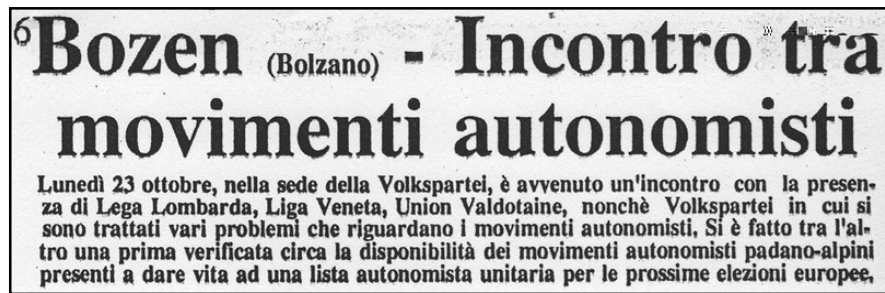 6
Bozen (Bolzano) - Incontro tra
movimenti autonomisti
Lunedì 23 ottobre, nella sede della Volkspartei, è avvenuto un'incontro con la presen-
za di Lega Lombarda, Liga Veneta, Union Valdotaine, nonchè Volkspartei in cui si
sono trattati vari problemi che riguardano i movimenti autonomisti, Si è fatto tra l'al-
tro una prima verificata circa la disponibilità dei movimenti autonomisti padano-alpini
presenti a dare vita ad una lista autonomista unitaria per le prossime elezioni europee,